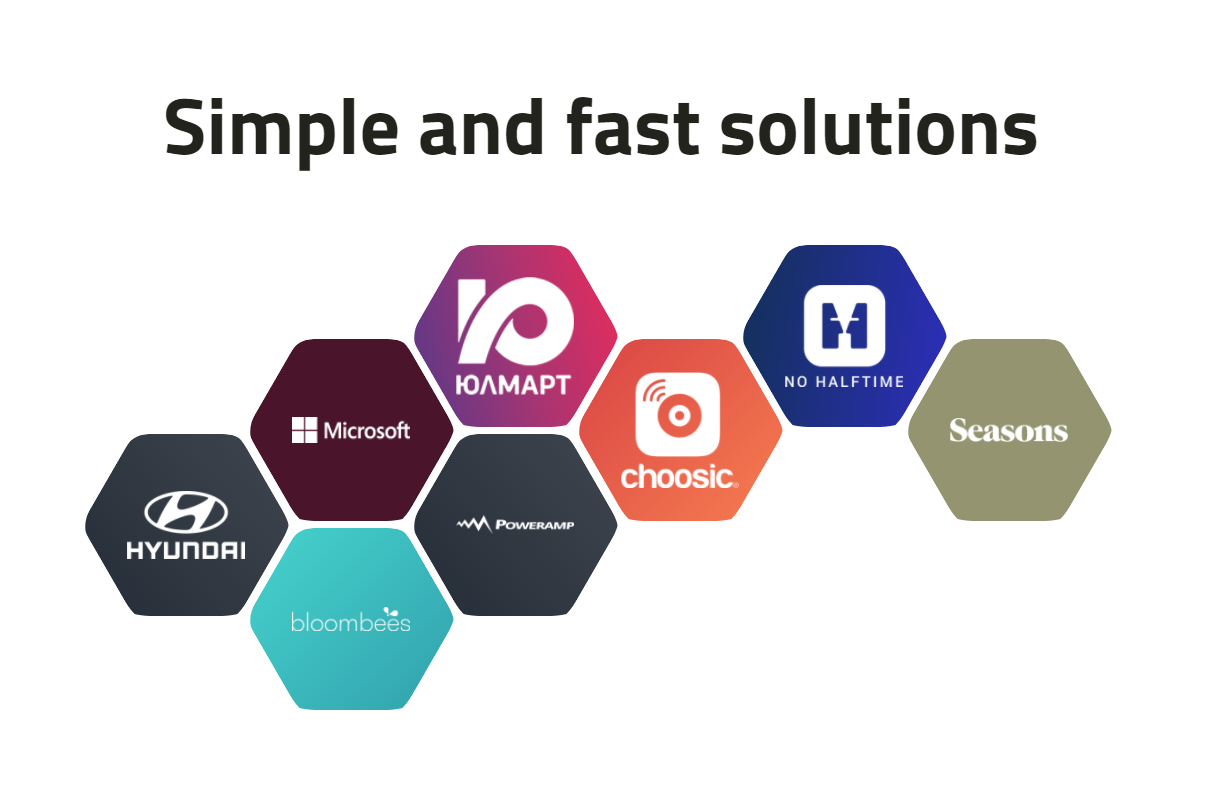 Simple and fast solutions
ЮЛМАРТ
NO HALFTIME
Microsoft
choosic
Seasons
HYUNDAI
POWERAMP
bloombees